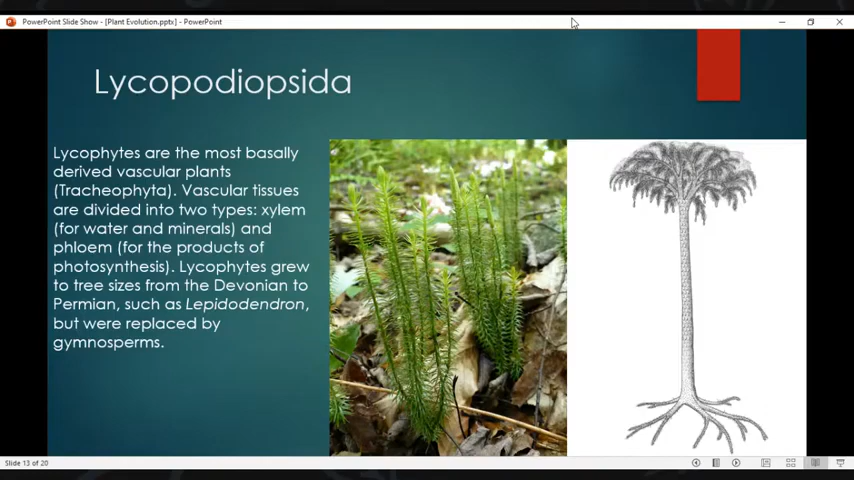 PowerPoint Slide Show - [Plant Evolution.pptx] - PowerPoint
Lycopodiopsida
Lycophytes are the most basally
derived vascular plants
(Tracheophyta). Vascular tissues
are divided into two types: xylem
(for water and minerals) and
phloem (for the products of
photosynthesis). Lycophytes grew
to tree sizes from the Devonian to
Permian, such as Lepidodendron,
but were replaced by
gymnosperms.
Slide 13 of 20